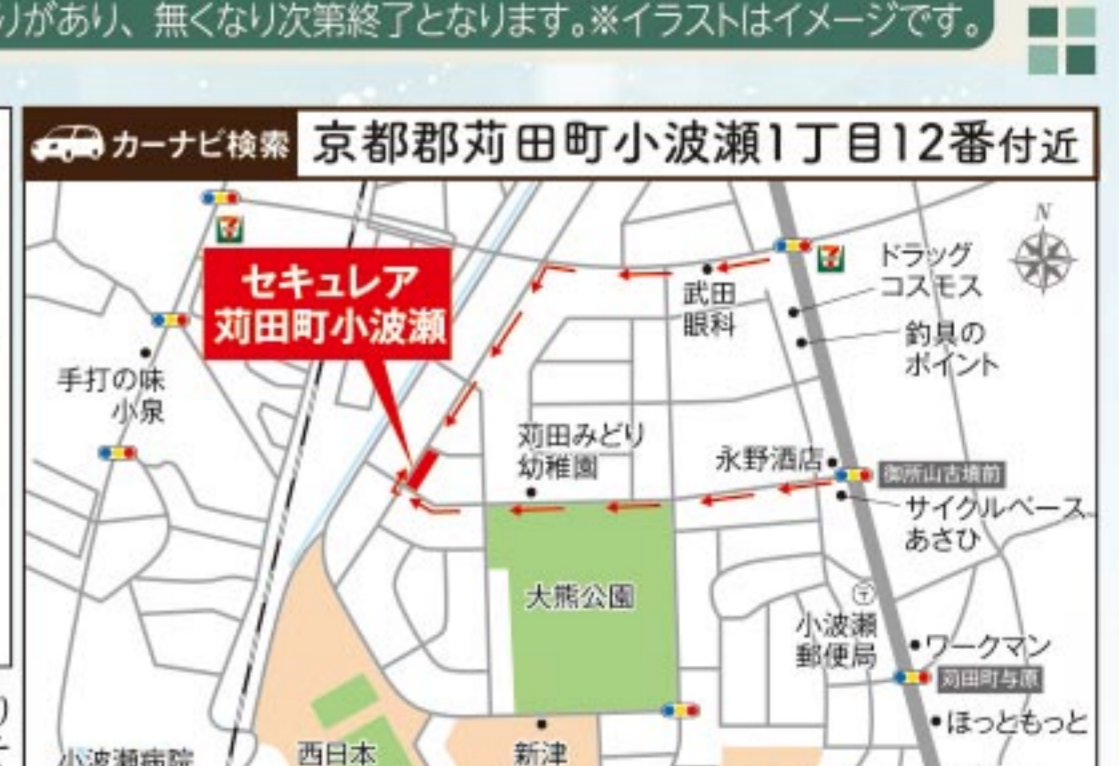 りがあり、無くなり次第終了となります。※イラストはイメージです。
カーナビ検索
京都郡苅田町小波瀬1丁目12番付近
N
セキュレア
苅田町小波瀬
武田
眼科
ドラッグ
コスモス
釣具の
ポイント
手打の味
小泉
苅田みどり
幼稚園
永野酒店
御所山古墳前
サイクルベース
あさひ
大熊公園
小波瀬
郵便局
ワークマン
苅田町与原
ほっともっと
小波瀬病院
西日本
新津